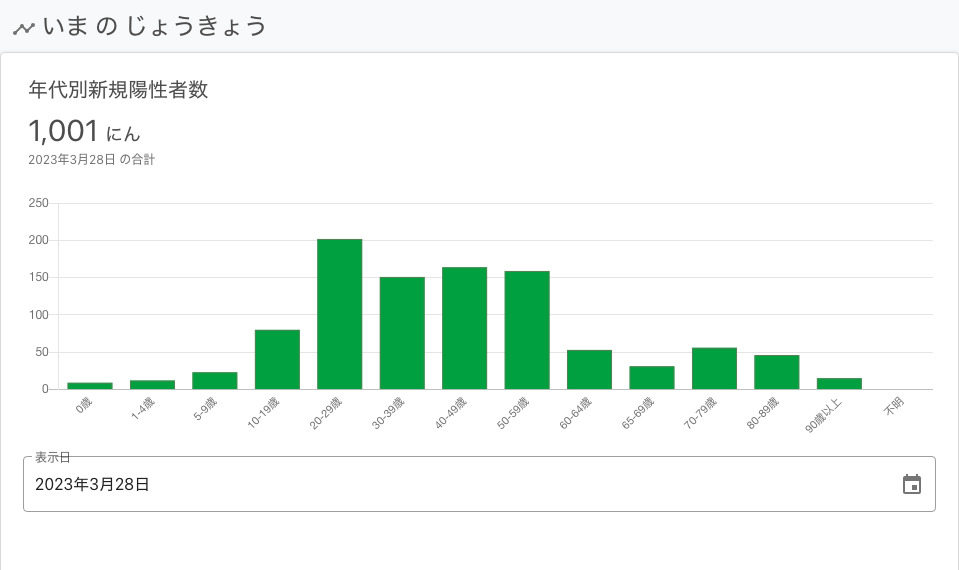 いま の じょうきょう
年代別新規陽性者数
1,001 にん
2023年3月28日 の合計
250
200
150
100
50
0
0歳
1-4歳
5-9歳
10-19歳
20-29歳
30-39歳
40-49歳
50-59歳
60-64歳
65-69歳
70-79歳
80-89歳
90歳以上
不明
表示日
2023年3月28日